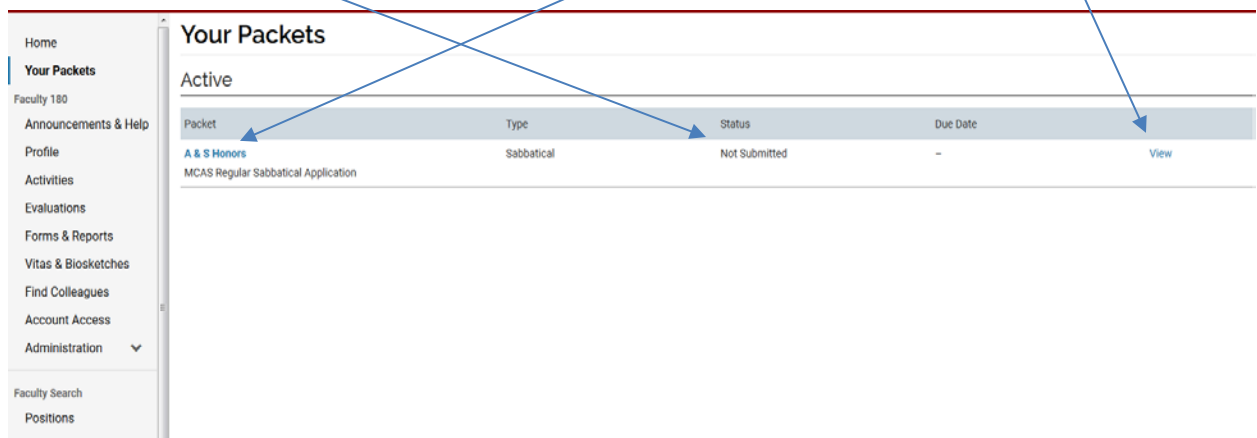 Home
Your Packets
Faculty 180
Announcements & Help
Profile
Activities
Evaluations
Forms & Reports
Vitas & Biosketches
Find Colleagues
Account Access
Administration
Faculty Search
Positions
Your Packets
Active
Packet Type Status Due Date
A & S Honors Sabbatical Not Submitted – View
MCAS Regular Sabbatical Application